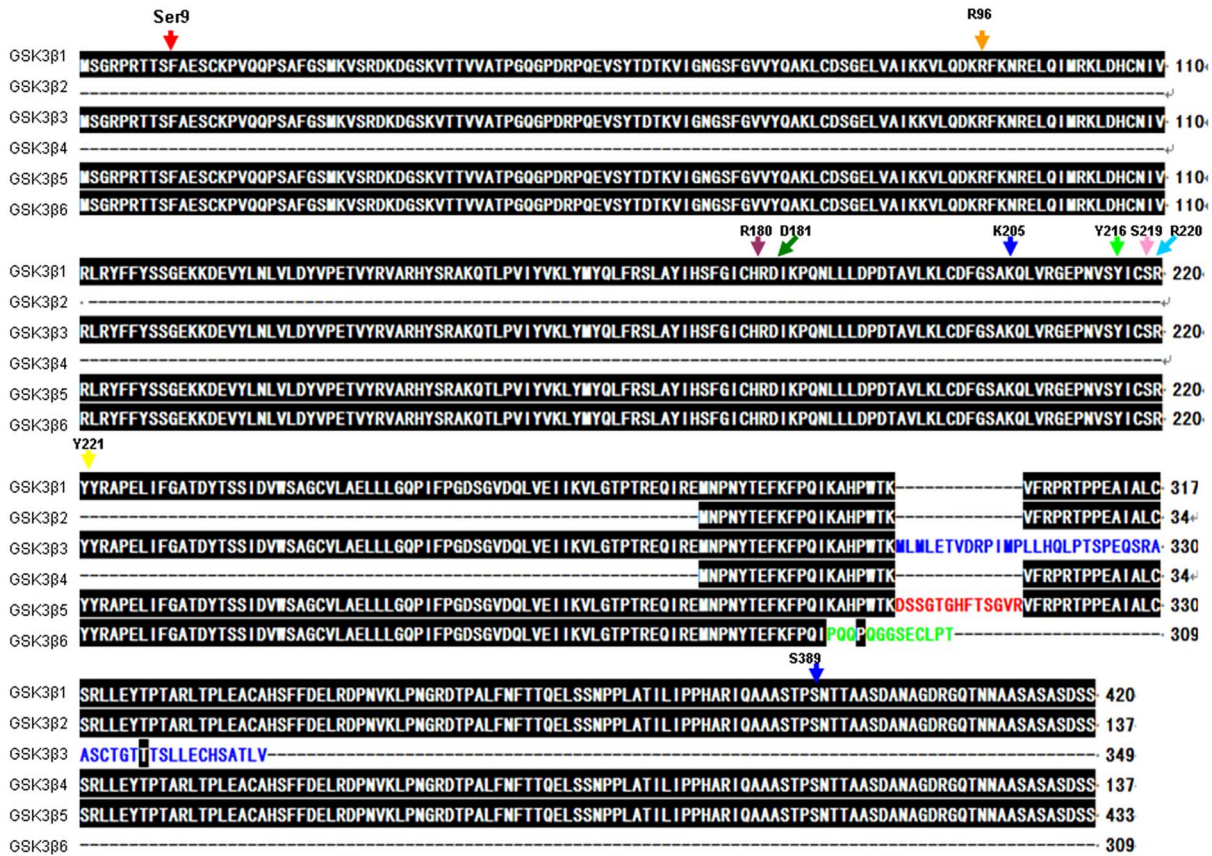 Ser9 R96
GSK3β1 MSGRPRTTSFAESCKPVQQPSAFGSMKVSRDKDGSKVTTVVATPGQGPDRPQEVSYTDTKVIGNGSFGVVYQAKLCDSGELVAIKKVLQDKRFKNRELQIMRKLDHCNIV 110
GSK3β2
GSK3β3 MSGRPRTTSFAESCKPVQQPSAFGSMKVSRDKDGSKVTTVVATPGQGPDRPQEVSYTDTKVIGNGSFGVVYQAKLCDSGELVAIKKVLQDKRFKNRELQIMRKLDHCNIV 110
GSK3β4
GSK3β5 MSGRPRTTSFAESCKPVQQPSAFGSMKVSRDKDGSKVTTVVATPGQGPDRPQEVSYTDTKVIGNGSFGVVYQAKLCDSGELVAIKKVLQDKRFKNRELQIMRKLDHCNIV 110
GSK3β6 MSGRPRTTSFAESCKPVQQPSAFGSMKVSRDKDGSKVTTVVATPGQGPDRPQEVSYTDTKVIGNGSFGVVYQAKLCDSGELVAIKKVLQDKRFKNRELQIMRKLDHCNIV 110
R180 D181 K205 Y216 S219 R220
GSK3β1 RLRYFFYSSGEKKDEVYLNLVLDYVPETVYRVARHYSRAKQTLPVIYVKLYMYQLFRSLAYIHSFGICHRDIKPQNLLLDPDTAVLKLCDFGSAKQLVRGEPNVSYICSR 220
GSK3β2
GSK3β3 RLRYFFYSSGEKKDEVYLNLVLDYVPETVYRVARHYSRAKQTLPVIYVKLYMYQLFRSLAYIHSFGICHRDIKPQNLLLDPDTAVLKLCDFGSAKQLVRGEPNVSYICSR 220
GSK3β4
GSK3β5 RLRYFFYSSGEKKDEVYLNLVLDYVPETVYRVARHYSRAKQTLPVIYVKLYMYQLFRSLAYIHSFGICHRDIKPQNLLLDPDTAVLKLCDFGSAKQLVRGEPNVSYICSR 220
GSK3β6 RLRYFFYSSGEKKDEVYLNLVLDYVPETVYRVARHYSRAKQTLPVIYVKLYMYQLFRSLAYIHSFGICHRDIKPQNLLLDPDTAVLKLCDFGSAKQLVRGEPNVSYICSR 220
Y221
GSK3β1 YYRAPELIFGATDYTSSIDVWSAGCVLAELLLGQPIFPGDSGVDQLVEIIKVLGTPTREQIREMNPNYTEFKFPQIKAHPWTK-------------VFRPRTPPEAIALC 317
GSK3β2 MNPNYTEFKFPQIKAHPWTK-------------VFRPRTPPEAIALC 34
GSK3β3 YYRAPELIFGATDYTSSIDVWSAGCVLAELLLGQPIFPGDSGVDQLVEIIKVLGTPTREQIREMNPNYTEFKFPQIKAHPWTKMLMLETVDRPIMPLLHQLPTSPEQSRA 330
GSK3β4 MNPNYTEFKFPQIKAHPWTK-------------VFRPRTPPEAIALC 34
GSK3β5 YYRAPELIFGATDYTSSIDVWSAGCVLAELLLGQPIFPGDSGVDQLVEIIKVLGTPTREQIREMNPNYTEFKFPQIKAHPWTKDSSGTGHFTSGVRVFRPRTPPEAIALC 330
GSK3β6 YYRAPELIFGATDYTSSIDVWSAGCVLAELLLGQPIFPGDSGVDQLVEIIKVLGTPTREQIREMNPNYTEFKFPQIPQQPQGGSECLPT--------------------- 309
S389
GSK3β1 SRLLEYTPTARLTPLEACAHSFFDELRDPNVKLPNGRDTPALFNFTTQELSSNPPLATILIPPHARIQAAASTPSNTTAASDANAGDRGQTNNAASASASDSS 420
GSK3β2 SRLLEYTPTARLTPLEACAHSFFDELRDPNVKLPNGRDTPALFNFTTQELSSNPPLATILIPPHARIQAAASTPSNTTAASDANAGDRGQTNNAASASASDSS 137
GSK3β3 ASCTGTTTSLLECHSATLV 349
GSK3β4 SRLLEYTPTARLTPLEACAHSFFDELRDPNVKLPNGRDTPALFNFTTQELSSNPPLATILIPPHARIQAAASTPSNTTAASDANAGDRGQTNNAASASASDSS 137
GSK3β5 SRLLEYTPTARLTPLEACAHSFFDELRDPNVKLPNGRDTPALFNFTTQELSSNPPLATILIPPHARIQAAASTPSNTTAASDANAGDRGQTNNAASASASDSS 433
GSK3β6 309